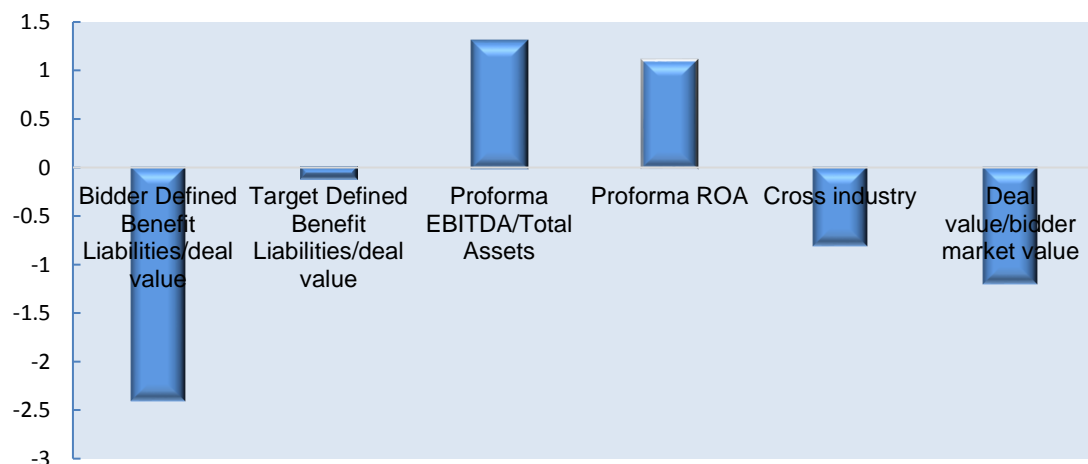 1.5
1
0.5
0
-0.5
-1
-1.5
-2
-2.5
-3
Bidder Defined
Benefit
Liabilities/deal
value
Target Defined
Benefit
Liabilities/deal
value
Proforma
EBITDA/Total
Assets
Proforma ROA
Cross industry
Deal
value/bidder
market value